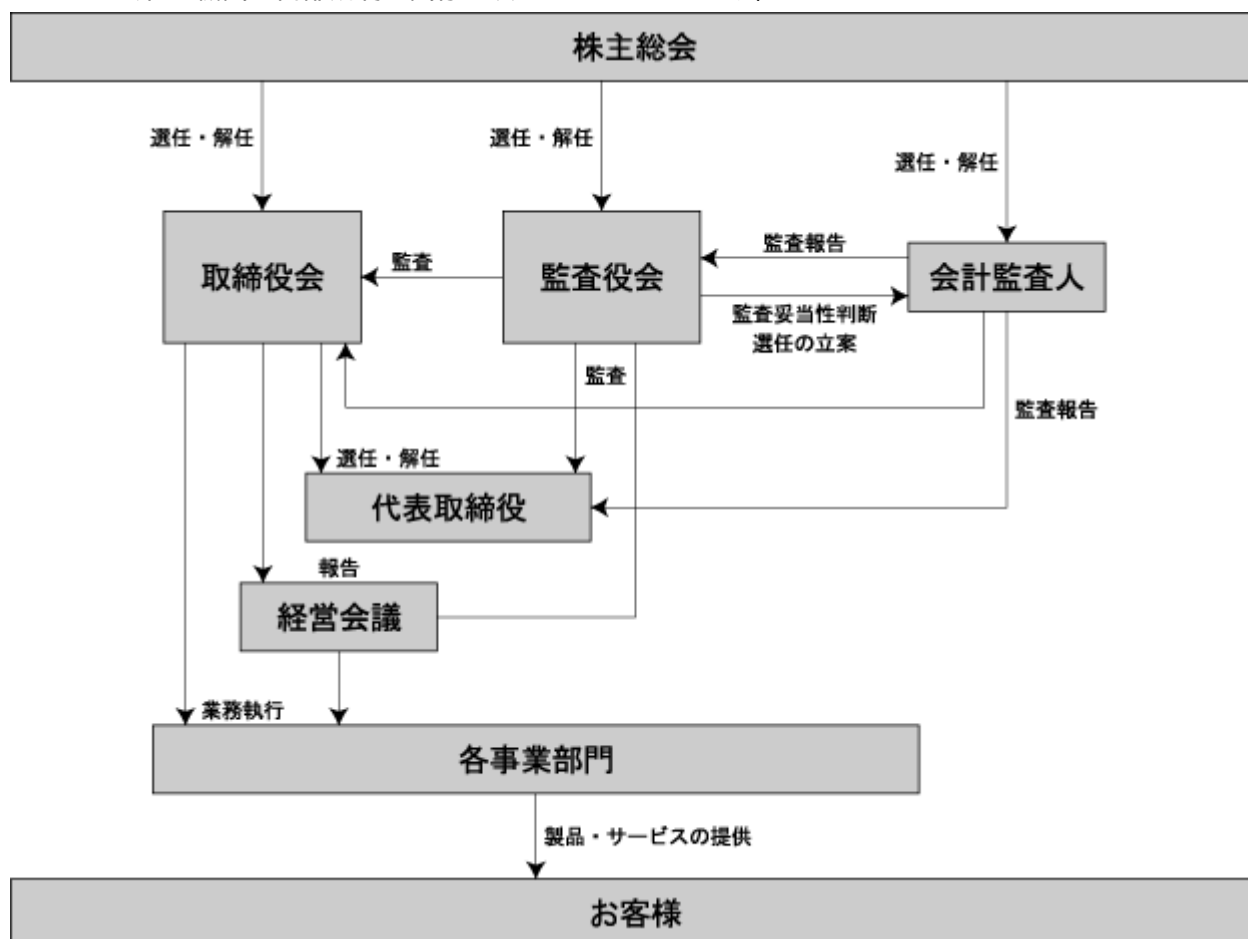 株主総会
選任・解任
選任・解任
選任・解任
取締役会
監査
監査役会
監査報告
会計監査人
監査妥当性判断
選任の立案
監査
監査報告
選任・解任
代表取締役
報告
経営会議
業務執行
各事業部門
製品・サービスの提供
お客様